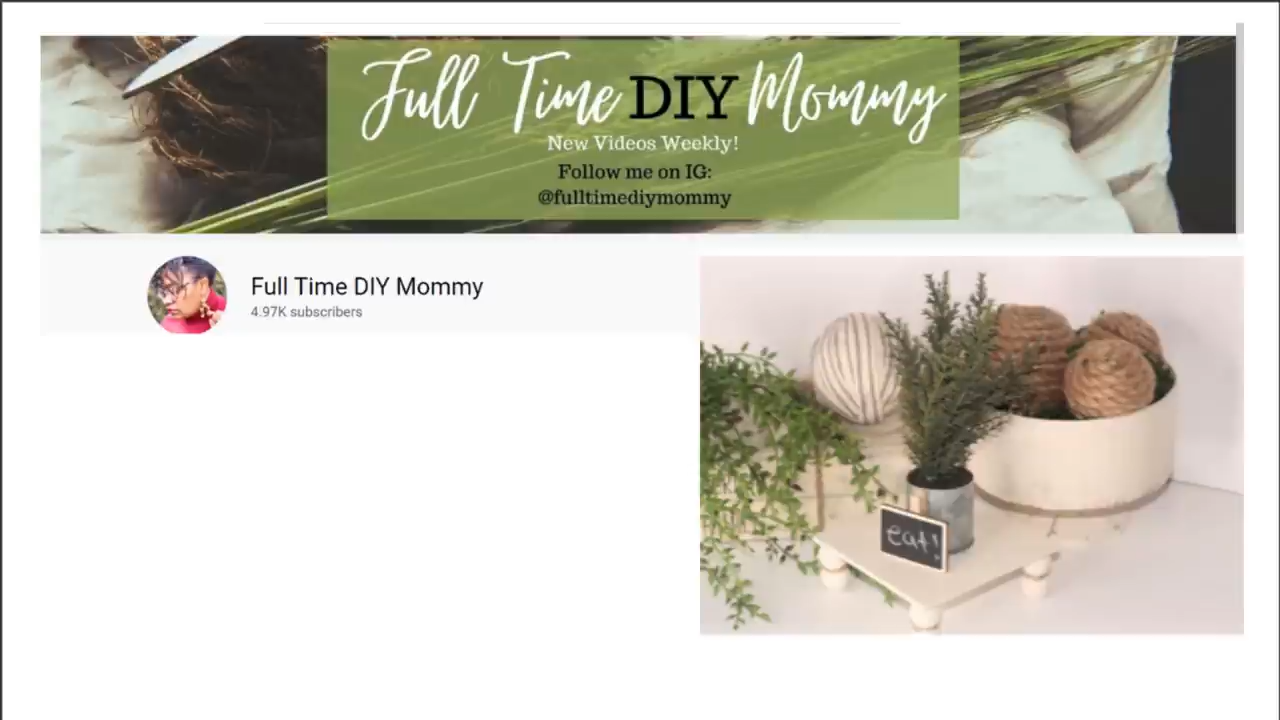 Full Time DIY Mommy
New Videos Weekly!
Follow me on IG:
@fulltimediymommy
Full Time DIY Mommy
4.97K subscribers
eat!